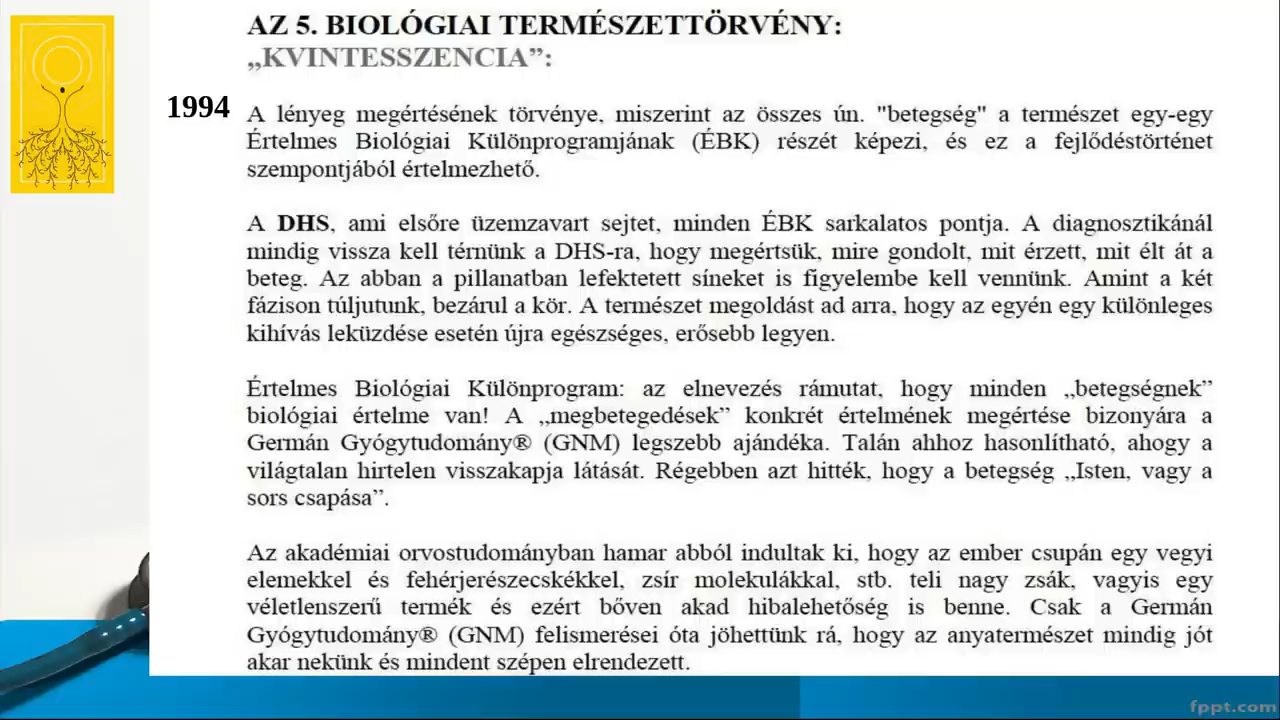 AZ 5. BIOLÓGIAI TERMÉSZETTÖRVÉNY:
„KVINTESSZENCIA”:
1994
A lényeg megértésének törvénye, miszerint az összes ún. "betegség" a természet egy-egy
Értelmes Biológiai Különprogramjának (ÉBK) részét képezi, és ez a fejlődéstörténet
szempontjából értelmezhető.
A DHS, ami elsőre üzemzavart sejtet, minden ÉBK sarkalatos pontja. A diagnosztikánál
mindig vissza kell térnünk a DHS-ra, hogy megértsük, mire gondolt, mit érzett, mit élt át a
beteg. Az abban a pillanatban lefektetett síneket is figyelembe kell vennünk. Amint a két
fázison túljutunk, bezárul a kör. A természet megoldást ad arra, hogy az egyén egy különleges
kihívás leküzdése esetén újra egészséges, erősebb legyen.
Értelmes Biológiai Különprogram: az elnevezés rámutat, hogy minden „betegségnek”
biológiai értelme van! A „megbetegedések” konkrét értelmének megértése bizonyára a
Germán Gyógytudomány® (GNM) legszebb ajándéka. Talán ahhoz hasonlítható, ahogy a
világtalan hirtelen visszakapja látását. Régebben azt hitték, hogy a betegség „Isten, vagy a
sors csapása”.
Az akadémiai orvostudományban hamar abból indultak ki, hogy az ember csupán egy vegyi
elemekkel és fehérjerészecskékkel, zsír molekulákkal, stb. teli nagy zsák, vagyis egy
véletlenszerű termék és ezért bőven akad hibalehetőség is benne. Csak a Germán
Gyógytudomány® (GNM) felismerései óta jöhettünk rá, hogy az anyatermészet mindig jót
akar nekünk és mindent szépen elrendezett.
fppt.com